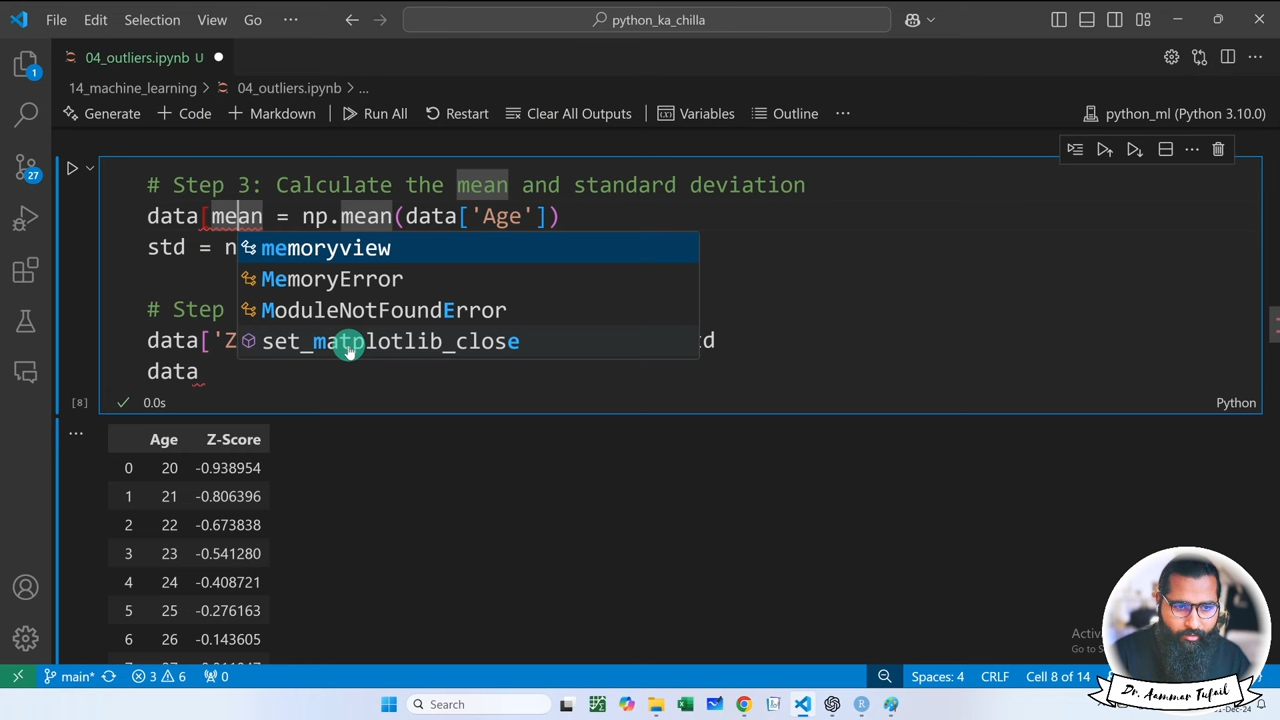 File Edit Selection View Go ··· python_ka_chilla
04_outliers.ipynb U
14_machine_learning > 04_outliers.ipynb > ...
Generate + Code + Markdown Run All Restart Clear All Outputs Variables Outline ··· python_ml (Python 3.10.0)
# Step 3: Calculate the mean and standard deviation
data[mean = np.mean(data['Age'])
std = n
memoryview
MemoryError
# Step
ModuleNotFoundError
data['Z
set_matplotlib_close
td
data
[8] 0.0s Python
Age Z-Score
0 20 -0.938954
1 21 -0.806396
2 22 -0.673838
3 23 -0.541280
4 24 -0.408721
5 25 -0.276163
6 26 -0.143605
1
27
main* 3 6 0 Spaces: 4 CRLF Cell 8 of 14
Search
Dr. Aammar Tufail